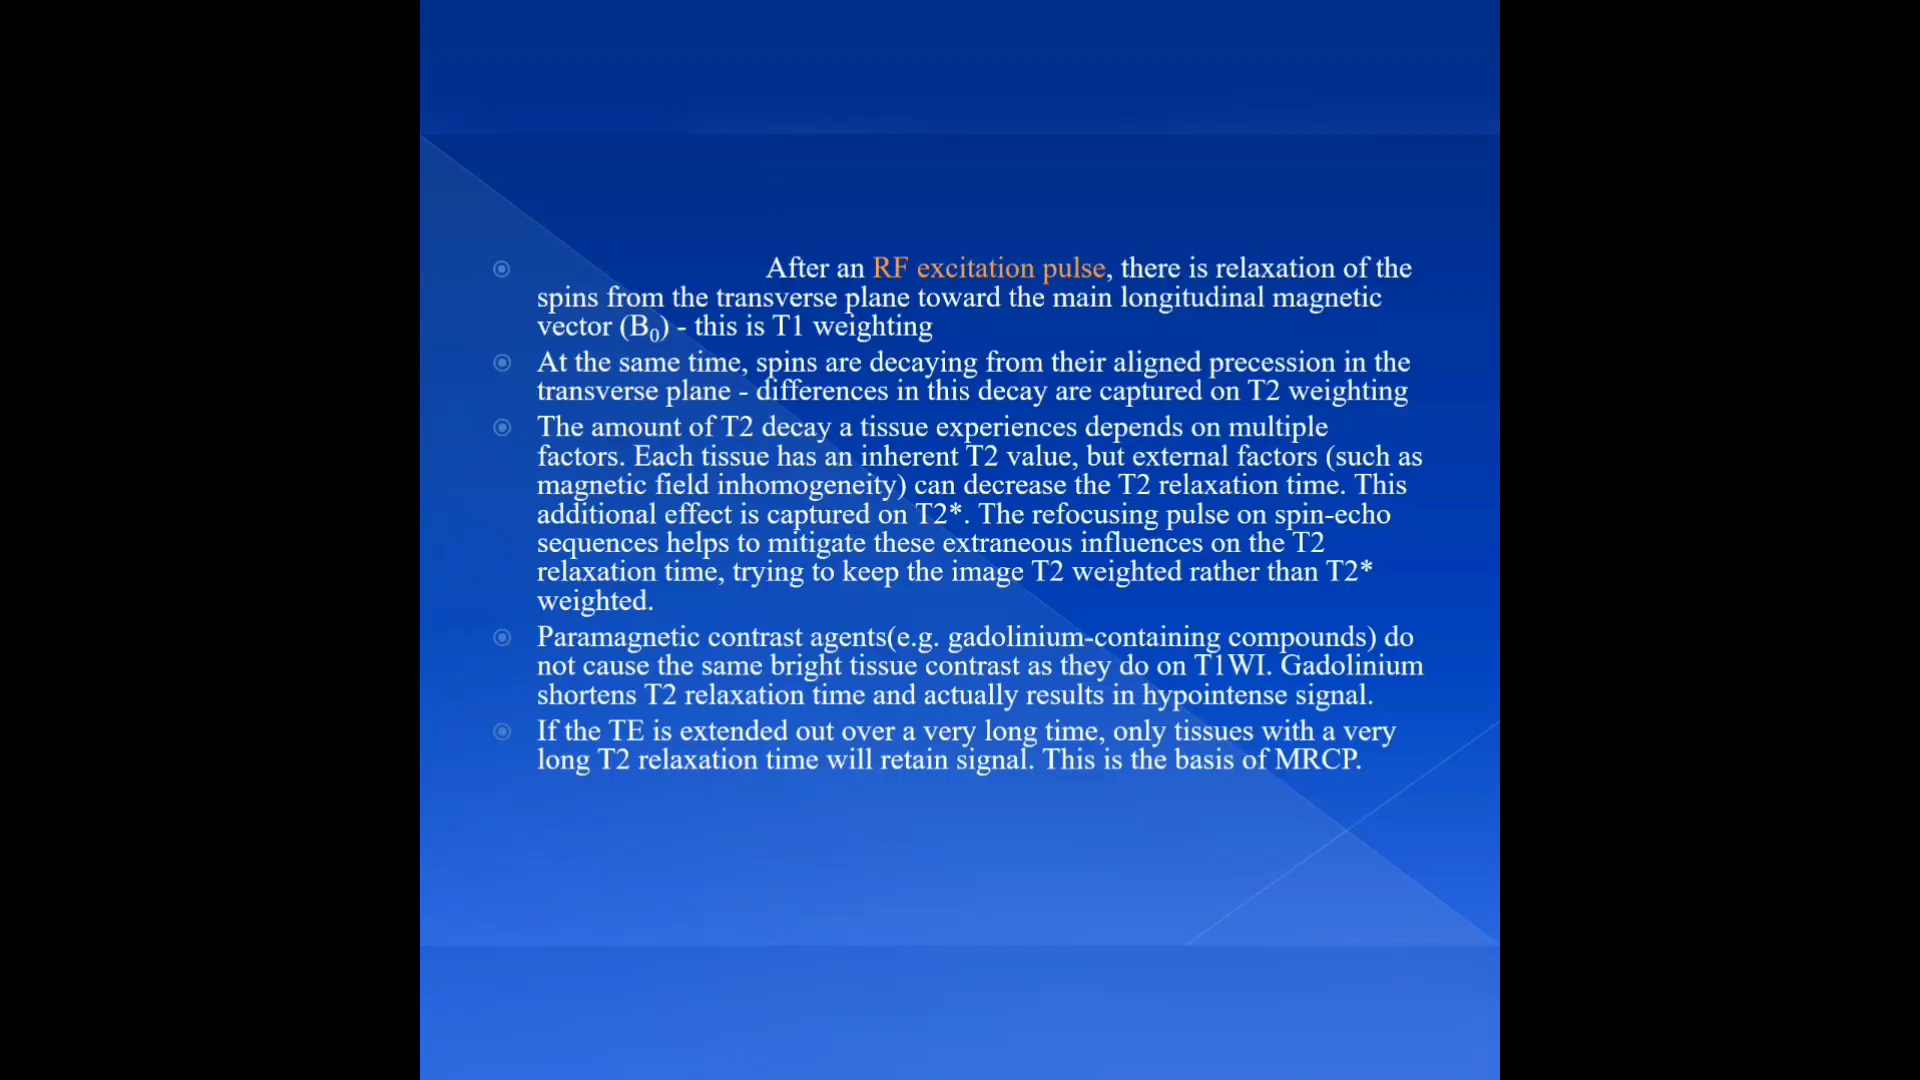 After an RF excitation pulse, there is relaxation of the
spins from the transverse plane toward the main longitudinal magnetic
vector (B₀) - this is T1 weighting
At the same time, spins are decaying from their aligned precession in the
transverse plane - differences in this decay are captured on T2 weighting
The amount of T2 decay a tissue experiences depends on multiple
factors. Each tissue has an inherent T2 value, but external factors (such as
magnetic field inhomogeneity) can decrease the T2 relaxation time. This
additional effect is captured on T2*. The refocusing pulse on spin-echo
sequences helps to mitigate these extraneous influences on the T2
relaxation time, trying to keep the image T2 weighted rather than T2*
weighted.
Paramagnetic contrast agents(e.g. gadolinium-containing compounds) do
not cause the same bright tissue contrast as they do on T1WI. Gadolinium
shortens T2 relaxation time and actually results in hypointense signal.
If the TE is extended out over a very long time, only tissues with a very
long T2 relaxation time will retain signal. This is the basis of MRCP.